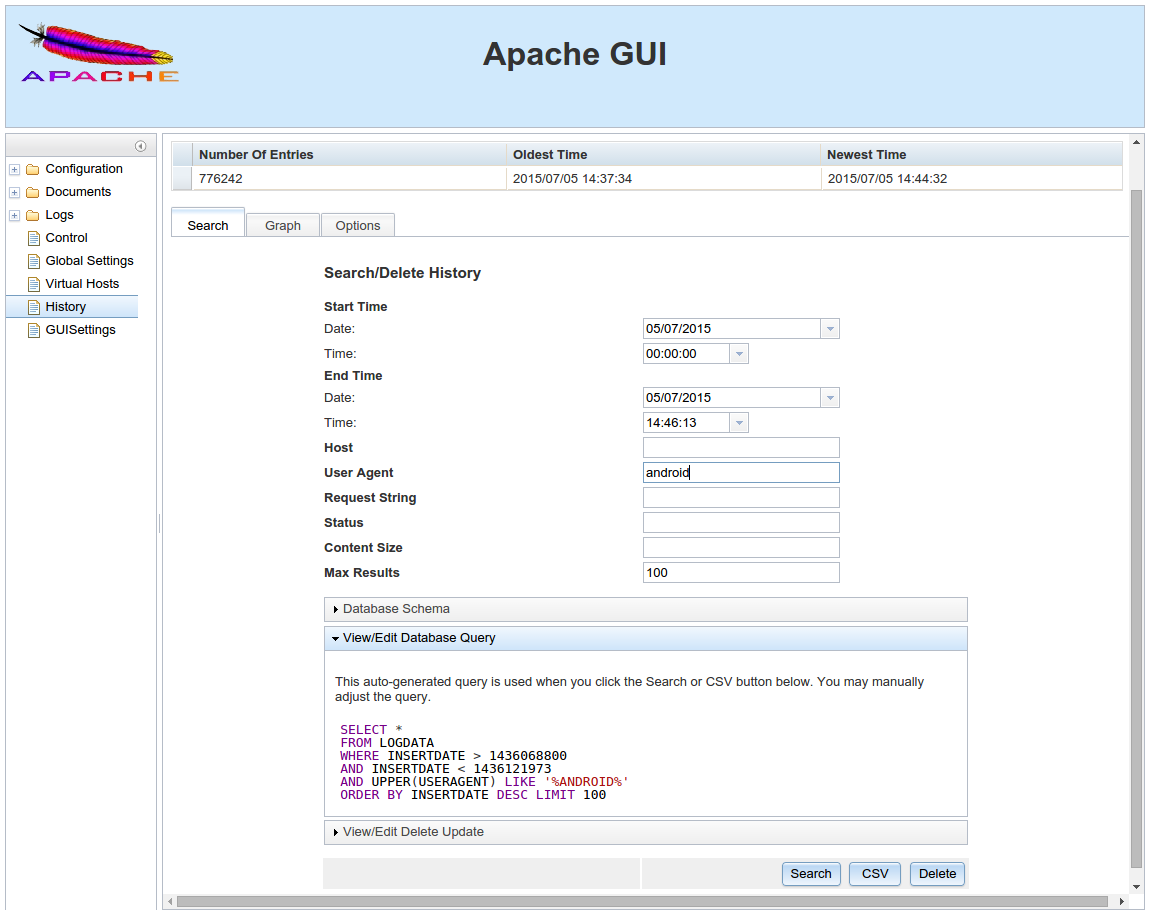 APACHE
Apache GUI
Configuration
Documents
Logs
Control
Global Settings
Virtual Hosts
History
GUISettings
Number Of Entries Oldest Time Newest Time
776242 2015/07/05 14:37:34 2015/07/05 14:44:32
Search Graph Options
Search/Delete History
Start Time
Date: 05/07/2015
Time: 00:00:00
End Time
Date: 05/07/2015
Time: 14:46:13
Host
User Agent android
Request String
Status
Content Size
Max Results 100
Database Schema
View/Edit Database Query
This auto-generated query is used when you click the Search or CSV button below. You may manually
adjust the query.
SELECT *
FROM LOGDATA
WHERE INSERTDATE > 1436068800
AND INSERTDATE < 1436121973
AND UPPER(USERAGENT) LIKE '%ANDROID%'
ORDER BY INSERTDATE DESC LIMIT 100
View/Edit Delete Update
Search CSV Delete